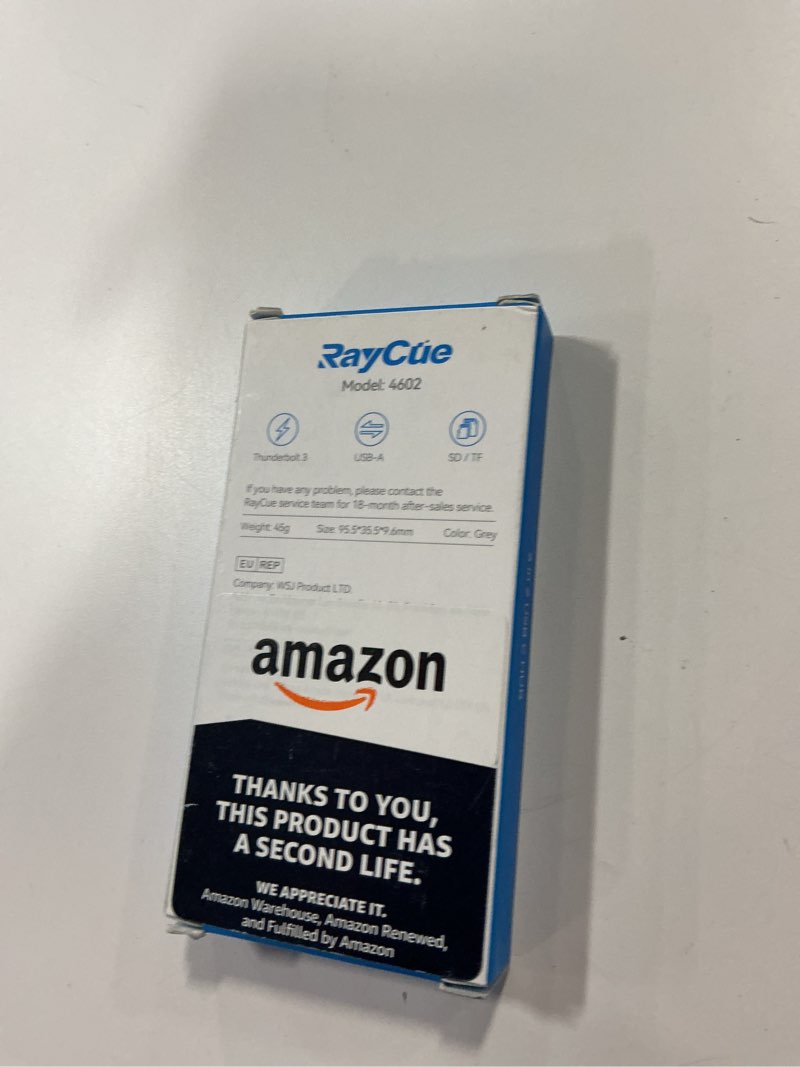 RayCue
Model: 4602
Thunderbolt 3
USB-A
SD / TF
If you have any problem, please contact the
RayCue service team for 18-month after-sales service.
Weight: 45g Size: 95.5*35.5*9.6mm Color: Grey
EU REP
Company: WSJ Product LTD.
amazon
THANKS TO YOU,
THIS PRODUCT HAS
A SECOND LIFE.
WE APPRECIATE IT.
Amazon Warehouse, Amazon Renewed,
and Fulfilled by Amazon